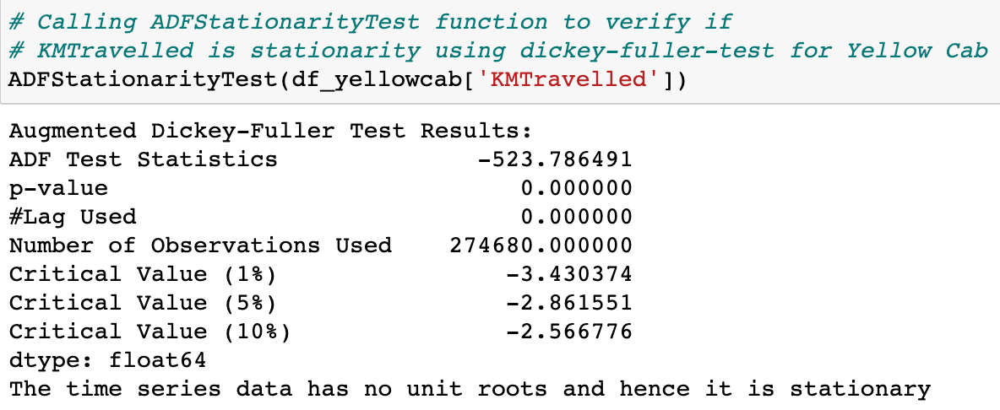 # Calling ADFStationarityTest function to verify if
# KMTravelled is stationarity using dickey-fuller-test for Yellow Cab
ADFStationarityTest(df_yellowcab['KMTravelled'])
Augmented Dickey-Fuller Test Results:
ADF Test Statistics -523.786491
p-value 0.000000
#Lag Used 0.000000
Number of Observations Used 274680.000000
Critical Value (1%) -3.430374
Critical Value (5%) -2.861551
Critical Value (10%) -2.566776
dtype: float64
The time series data has no unit roots and hence it is stationary